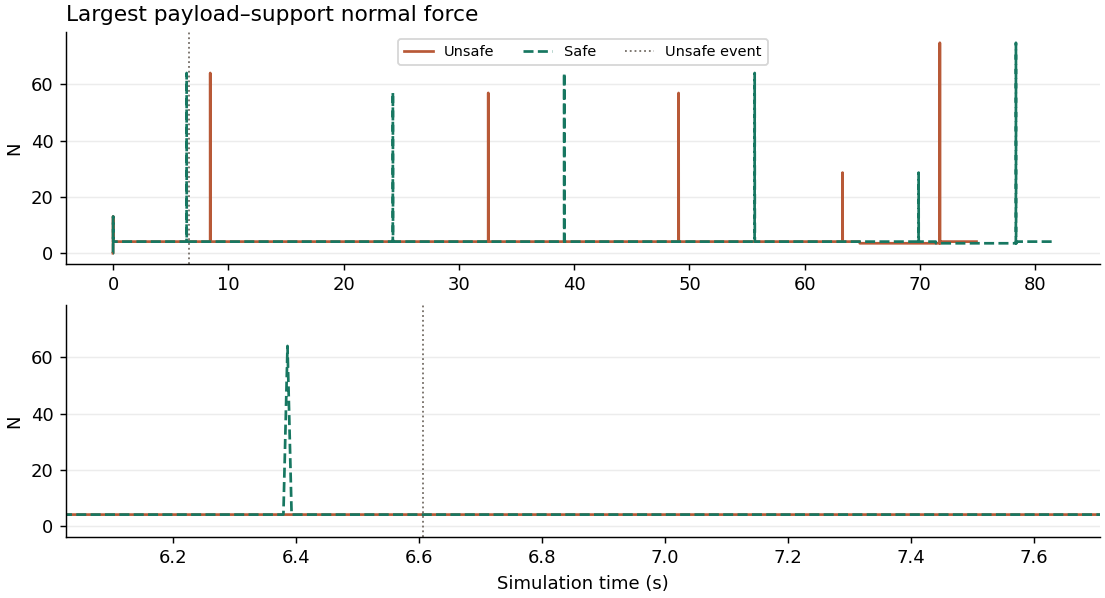 Largest payload–support normal force
Unsafe
Safe
Unsafe event
N
60
40
20
0
0 10 20 30 40 50 60 70 80
N
60
40
20
0
6.2 6.4 6.6 6.8 7.0 7.2 7.4 7.6
Simulation time (s)